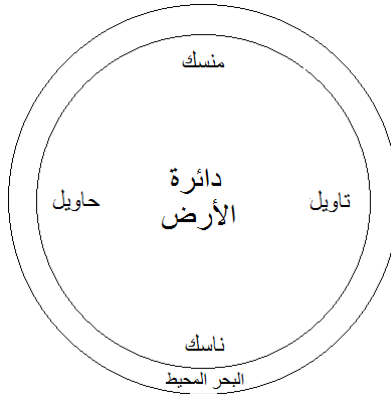 منسك
دائرة
الأرض
تاويل
حاويل
ناسك
البحر المحيط